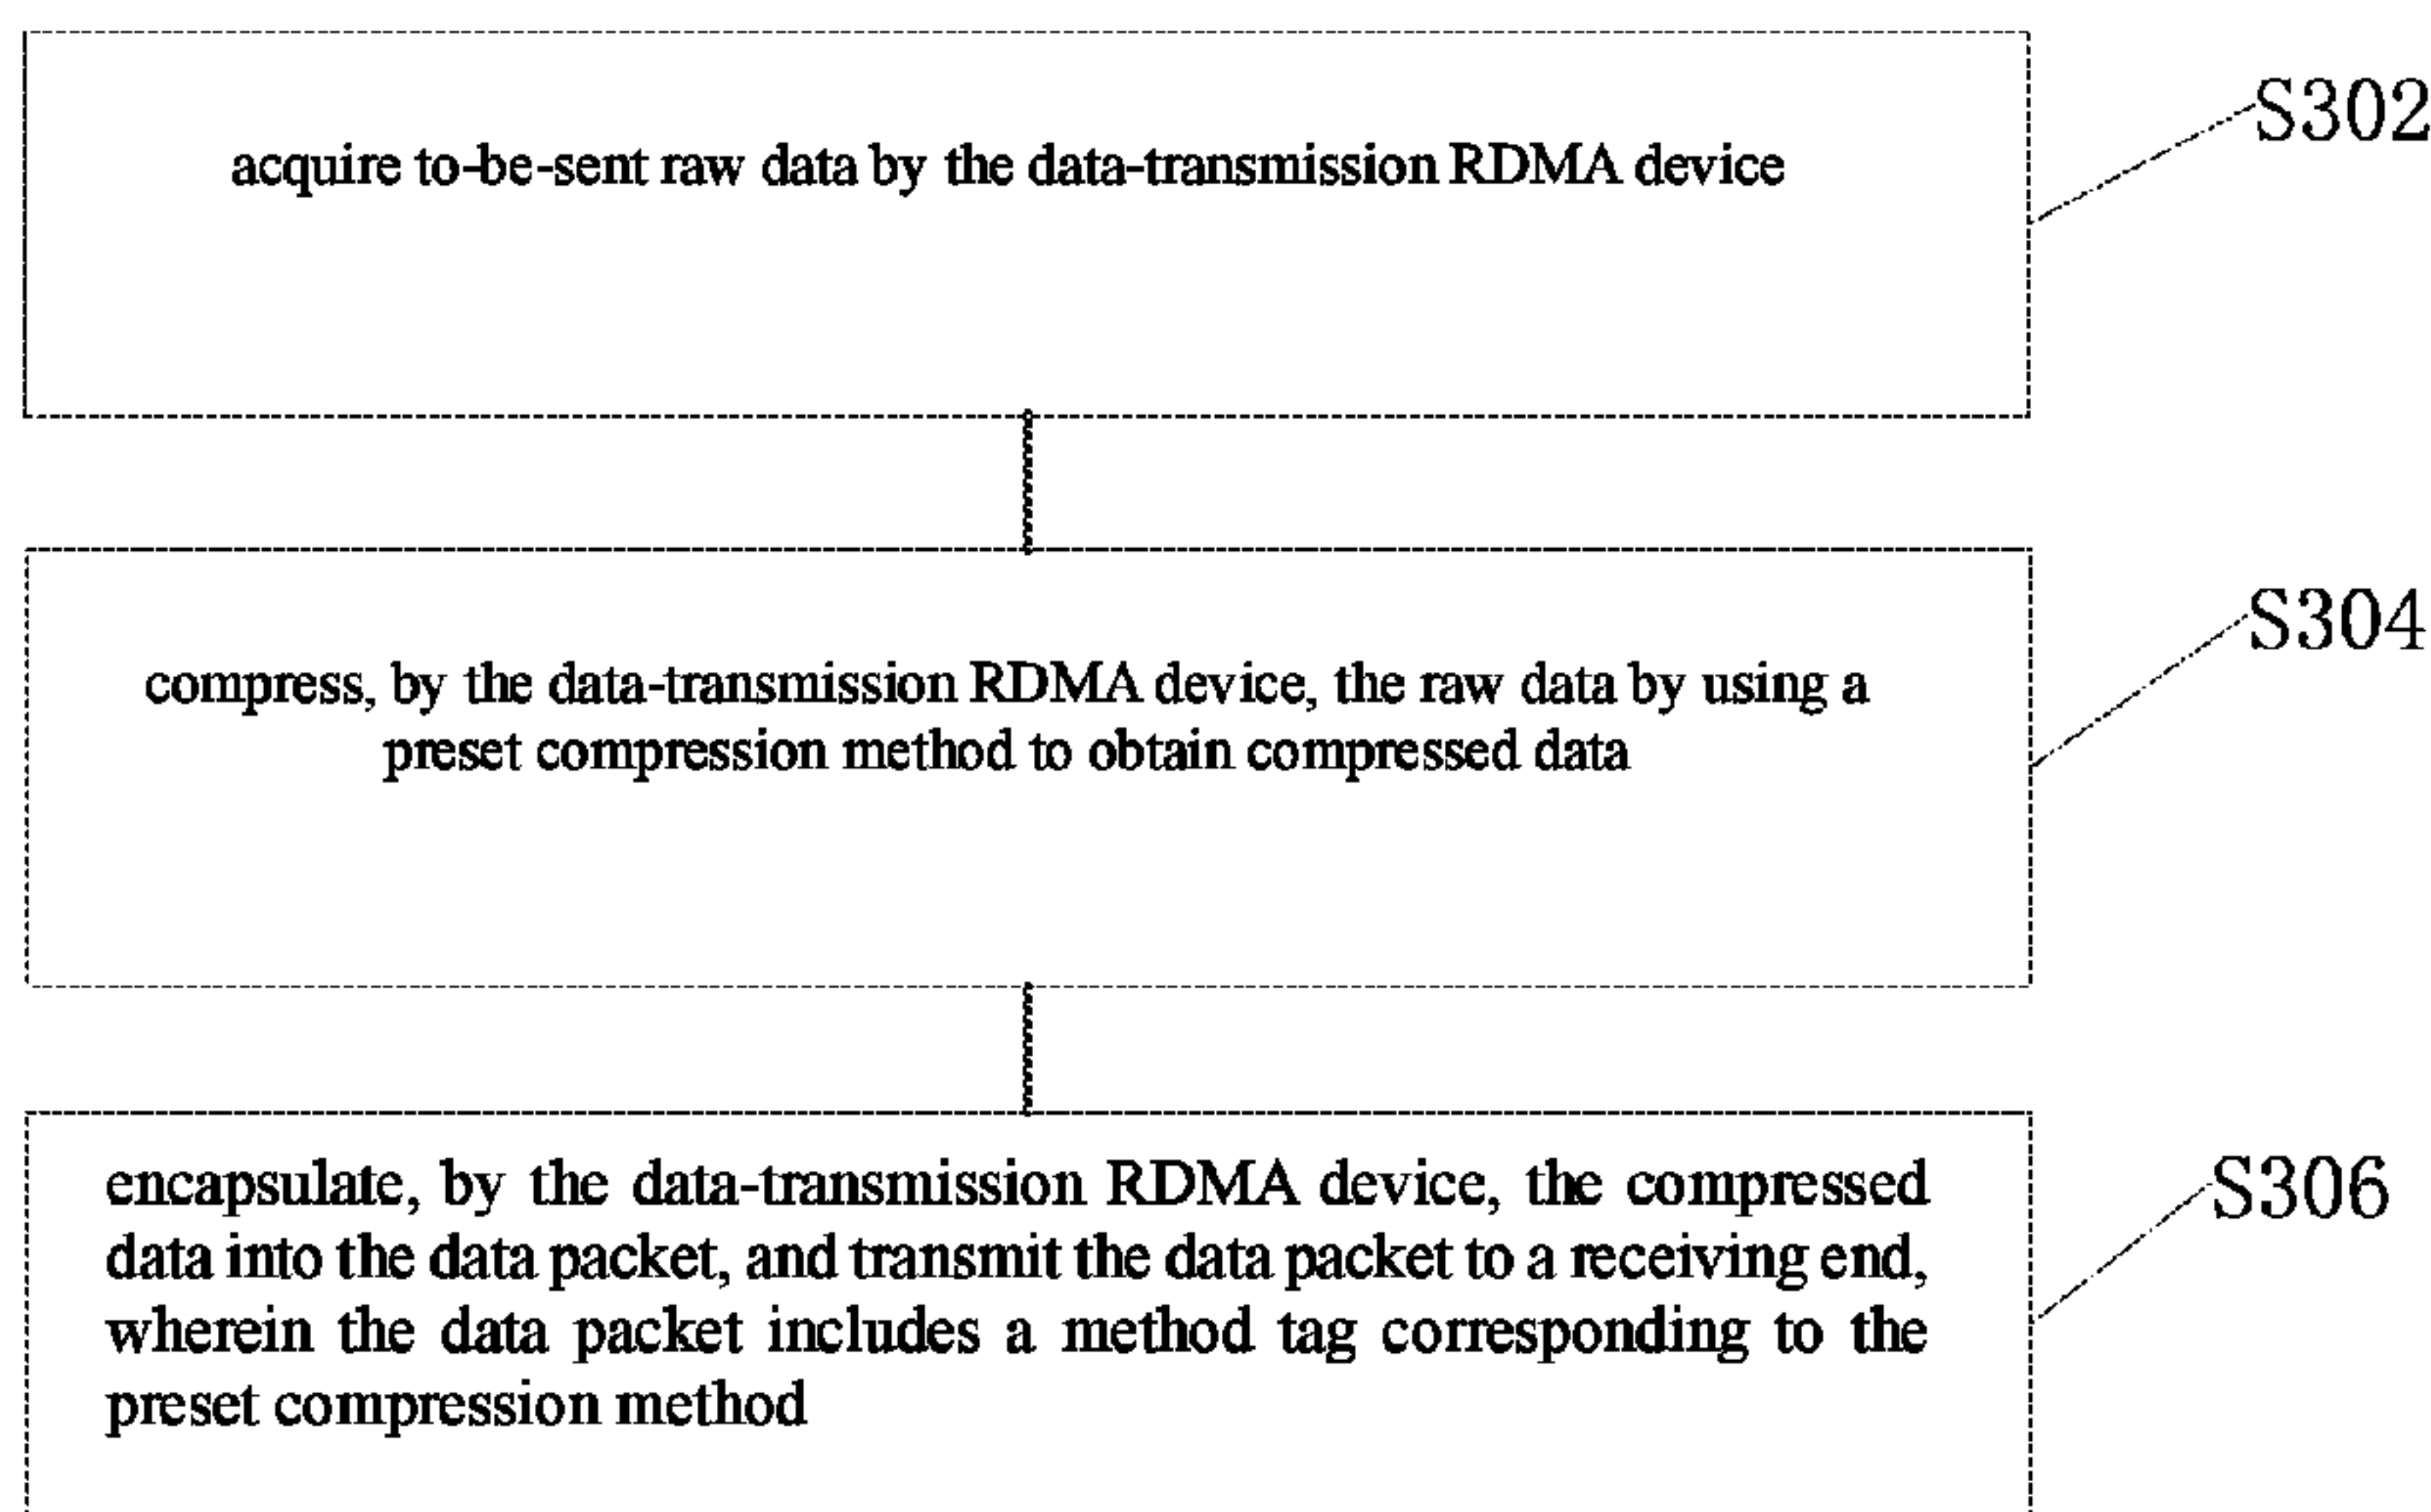 acquire to-be-sent raw data by the data-transmission RDMA device
S302
compress, by the data-transmission RDMA device, the raw data by using a
preset compression method to obtain compressed data
S304
encapsulate, by the data-transmission RDMA device, the compressed
data into the data packet, and transmit the data packet to a receiving end,
wherein the data packet includes a method tag corresponding to the
preset compression method
S306